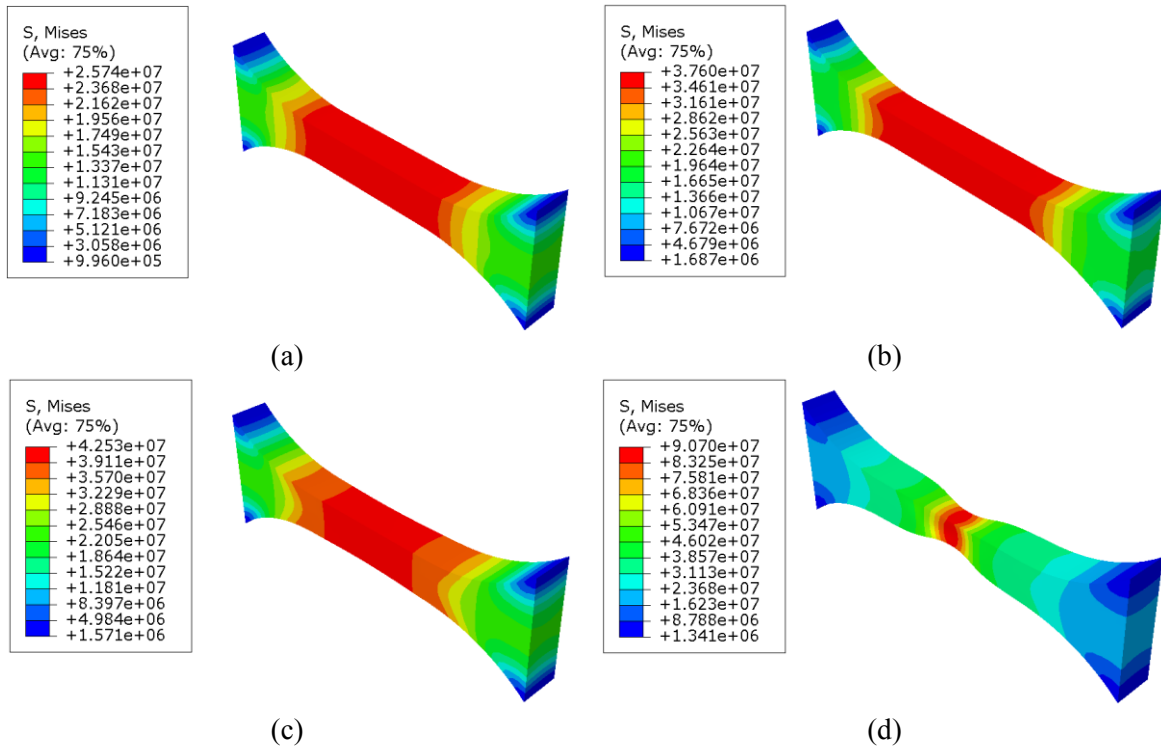 S, Mises
(Avg: 75%)
+2.574e+07
+2.368e+07
+2.162e+07
+1.956e+07
+1.749e+07
+1.543e+07
+1.337e+07
+1.131e+07
+9.245e+06
+7.183e+06
+5.121e+06
+3.058e+06
+9.960e+05
(a)
S, Mises
(Avg: 75%)
+3.760e+07
+3.461e+07
+3.161e+07
+2.862e+07
+2.563e+07
+2.264e+07
+1.964e+07
+1.665e+07
+1.366e+07
+1.067e+07
+7.672e+06
+4.679e+06
+1.687e+06
(b)
S, Mises
(Avg: 75%)
+4.253e+07
+3.911e+07
+3.570e+07
+3.229e+07
+2.888e+07
+2.546e+07
+2.205e+07
+1.864e+07
+1.522e+07
+1.181e+07
+8.397e+06
+4.984e+06
+1.571e+06
(c)
S, Mises
(Avg: 75%)
+9.070e+07
+8.325e+07
+7.581e+07
+6.836e+07
+6.091e+07
+5.347e+07
+4.602e+07
+3.857e+07
+3.113e+07
+2.368e+07
+1.623e+07
+8.788e+06
+1.341e+06
(d)